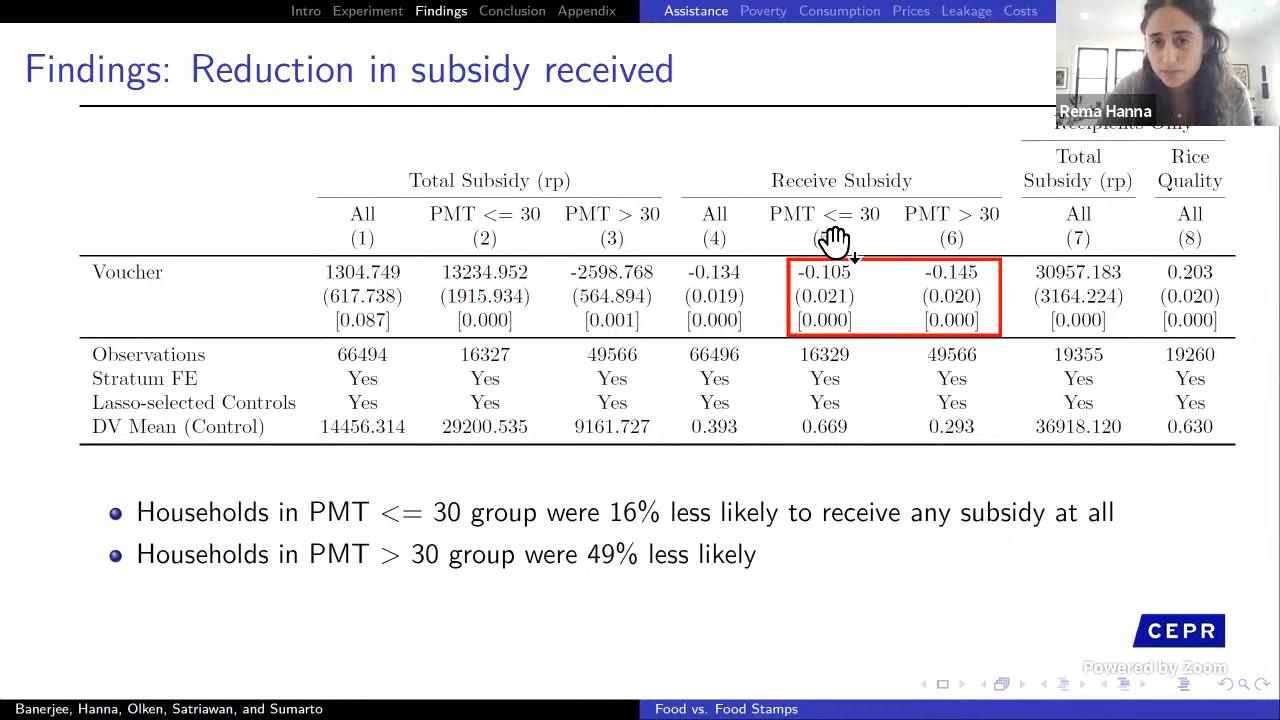 Intro Experiment Findings Conclusion Appendix
Assistance Poverty Consumption Prices Leakage Costs
Findings: Reduction in subsidy received
Rema Hanna
Recipients Only
Total Subsidy (rp) Receive Subsidy Total Subsidy (rp) Rice Quality
All PMT <= 30 PMT > 30 All PMT <= 30 PMT > 30 All All
(1) (2) (3) (4) (6) (7) (8)
Voucher 1304.749 13234.952 -2598.768 -0.134 -0.105 -0.145 30957.183 0.203
(617.738) (1915.934) (564.894) (0.019) (0.021) (0.020) (3164.224) (0.020)
[0.087] [0.000] [0.001] [0.000] [0.000] [0.000] [0.000] [0.000]
Observations 66494 16327 49566 66496 16329 49566 19355 19260
Stratum FE Yes Yes Yes Yes Yes Yes Yes Yes
Lasso-selected Controls Yes Yes Yes Yes Yes Yes Yes Yes
DV Mean (Control) 14456.314 29200.535 9161.727 0.393 0.669 0.293 36918.120 0.630
Households in PMT <= 30 group were 16% less likely to receive any subsidy at all
Households in PMT > 30 group were 49% less likely
CEPR
Powered by Zoom
Banerjee, Hanna, Olken, Satriawan, and Sumarto
Food vs. Food Stamps